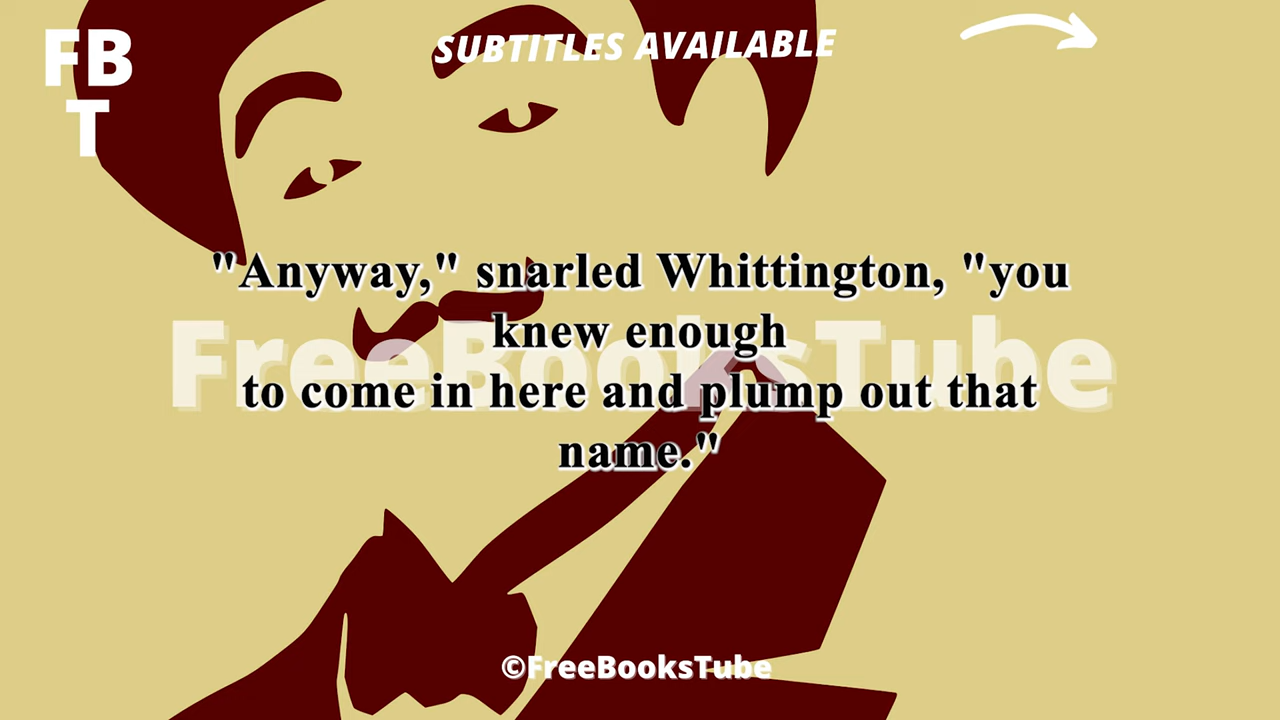 FB
T
SUBTITLES AVAILABLE
"Anyway," snarled Whittington, "you
knew enough
FreeBooksTube
to come in here and plump out that
name."
©FreeBooksTube